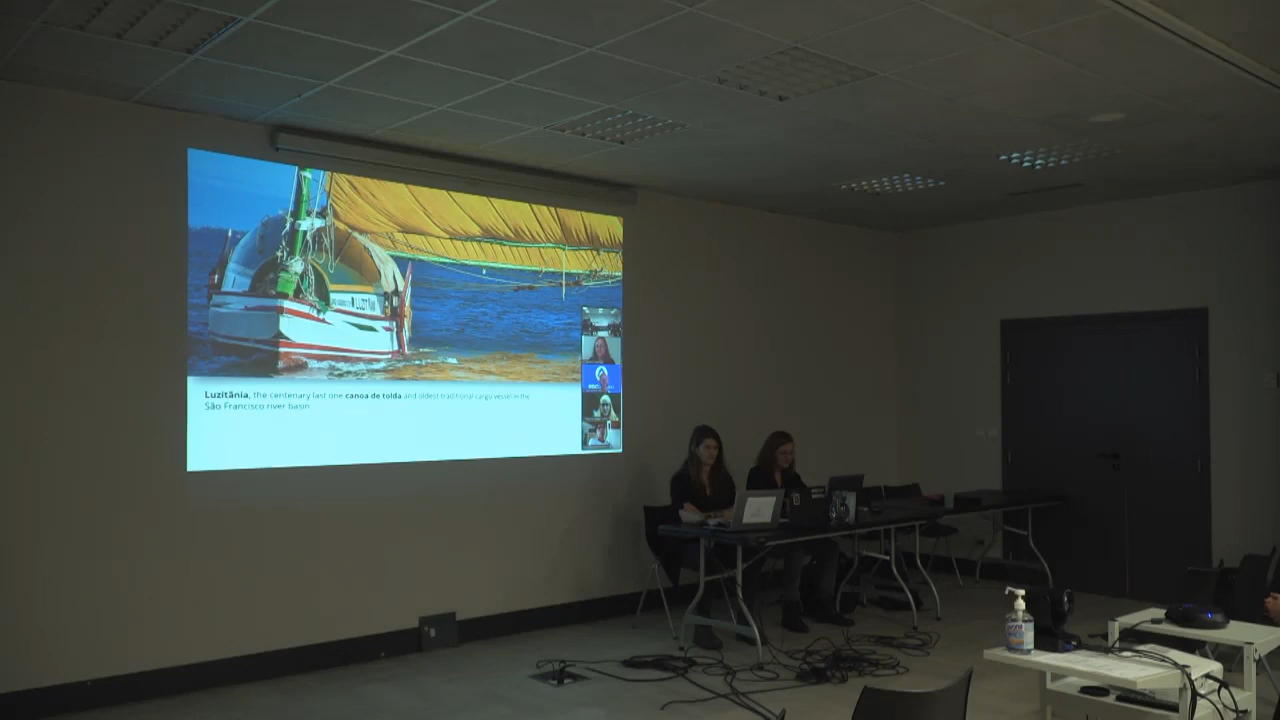 LUZITÂNIA
Luzitânia, the centenary last one canoa de tolda and oldest traditional cargo vessel in the
São Francisco river basin